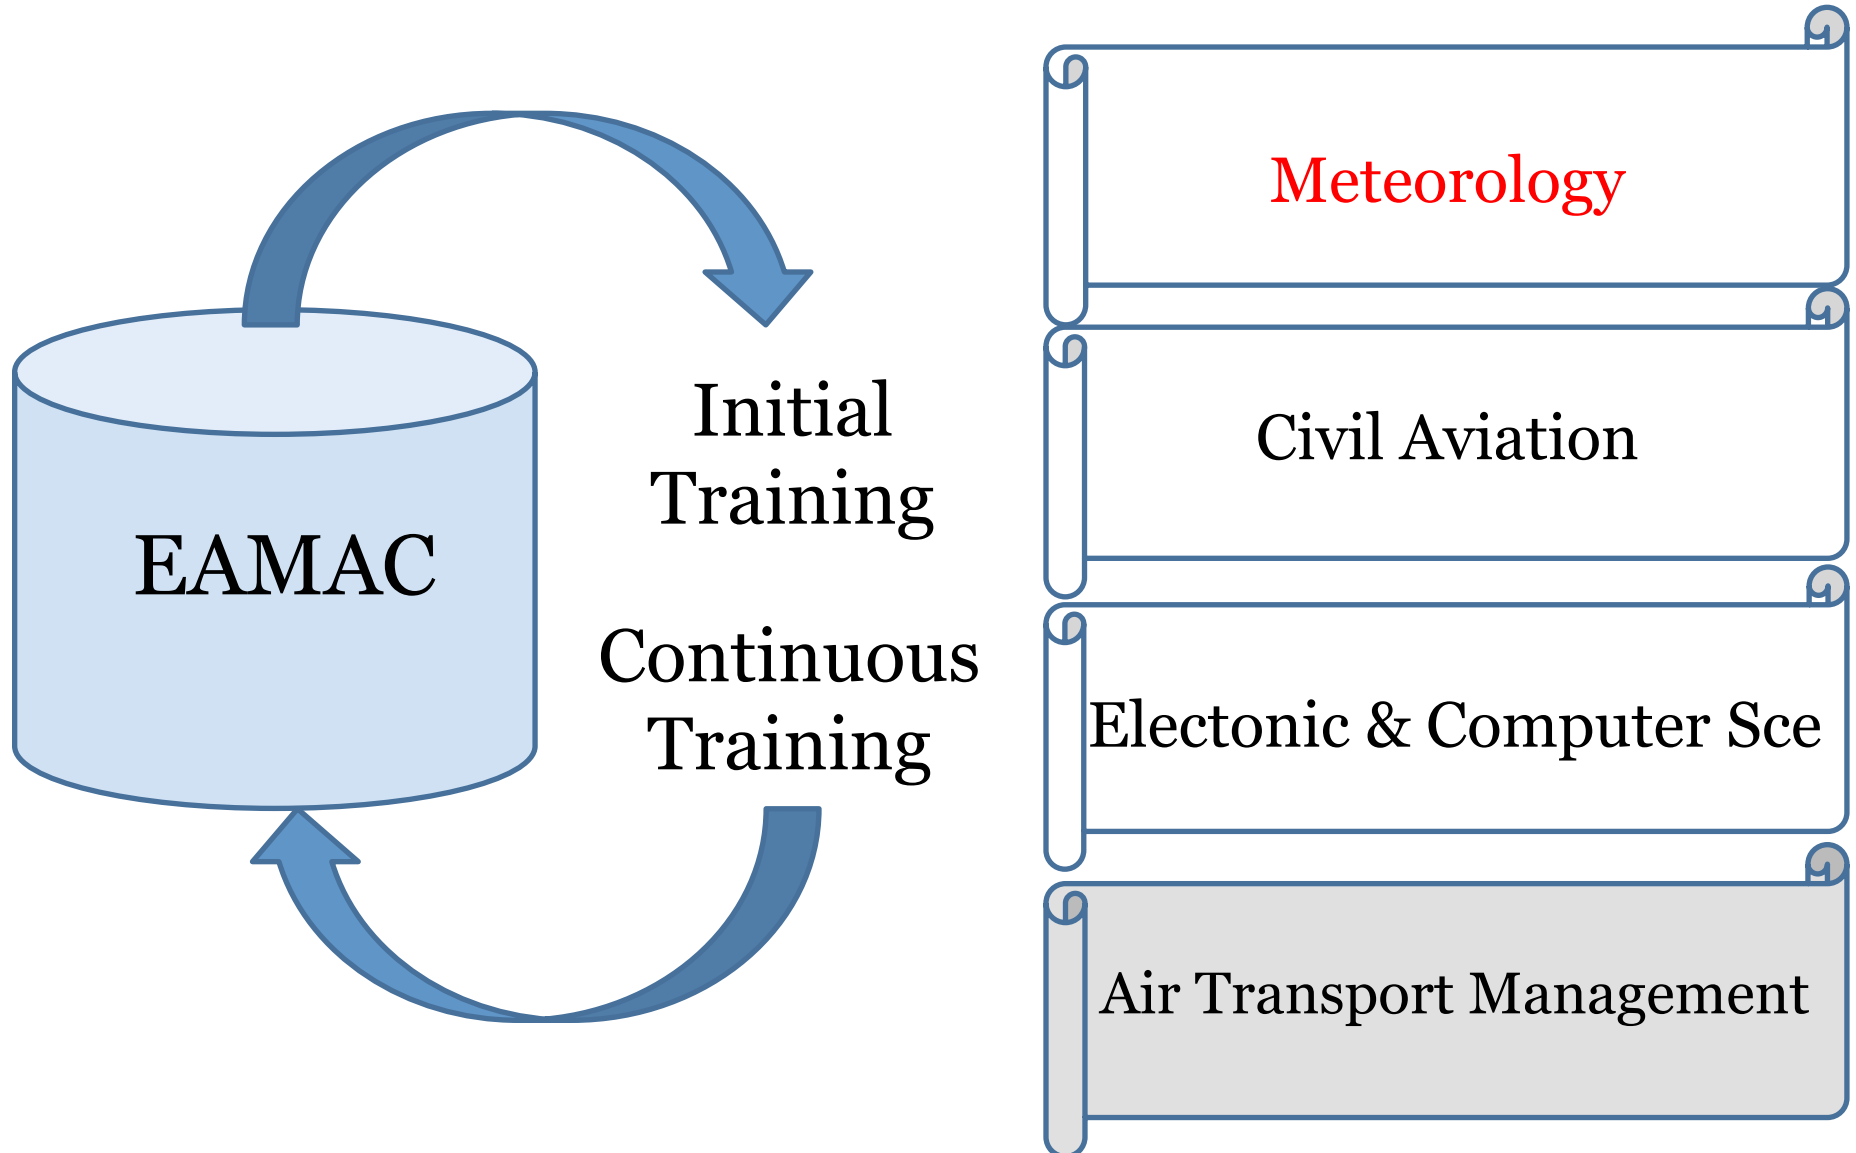 EAMAC
Initial
Training
Continuous
Training
Meteorology
Civil Aviation
Electonic & Computer Sce
Air Transport Management